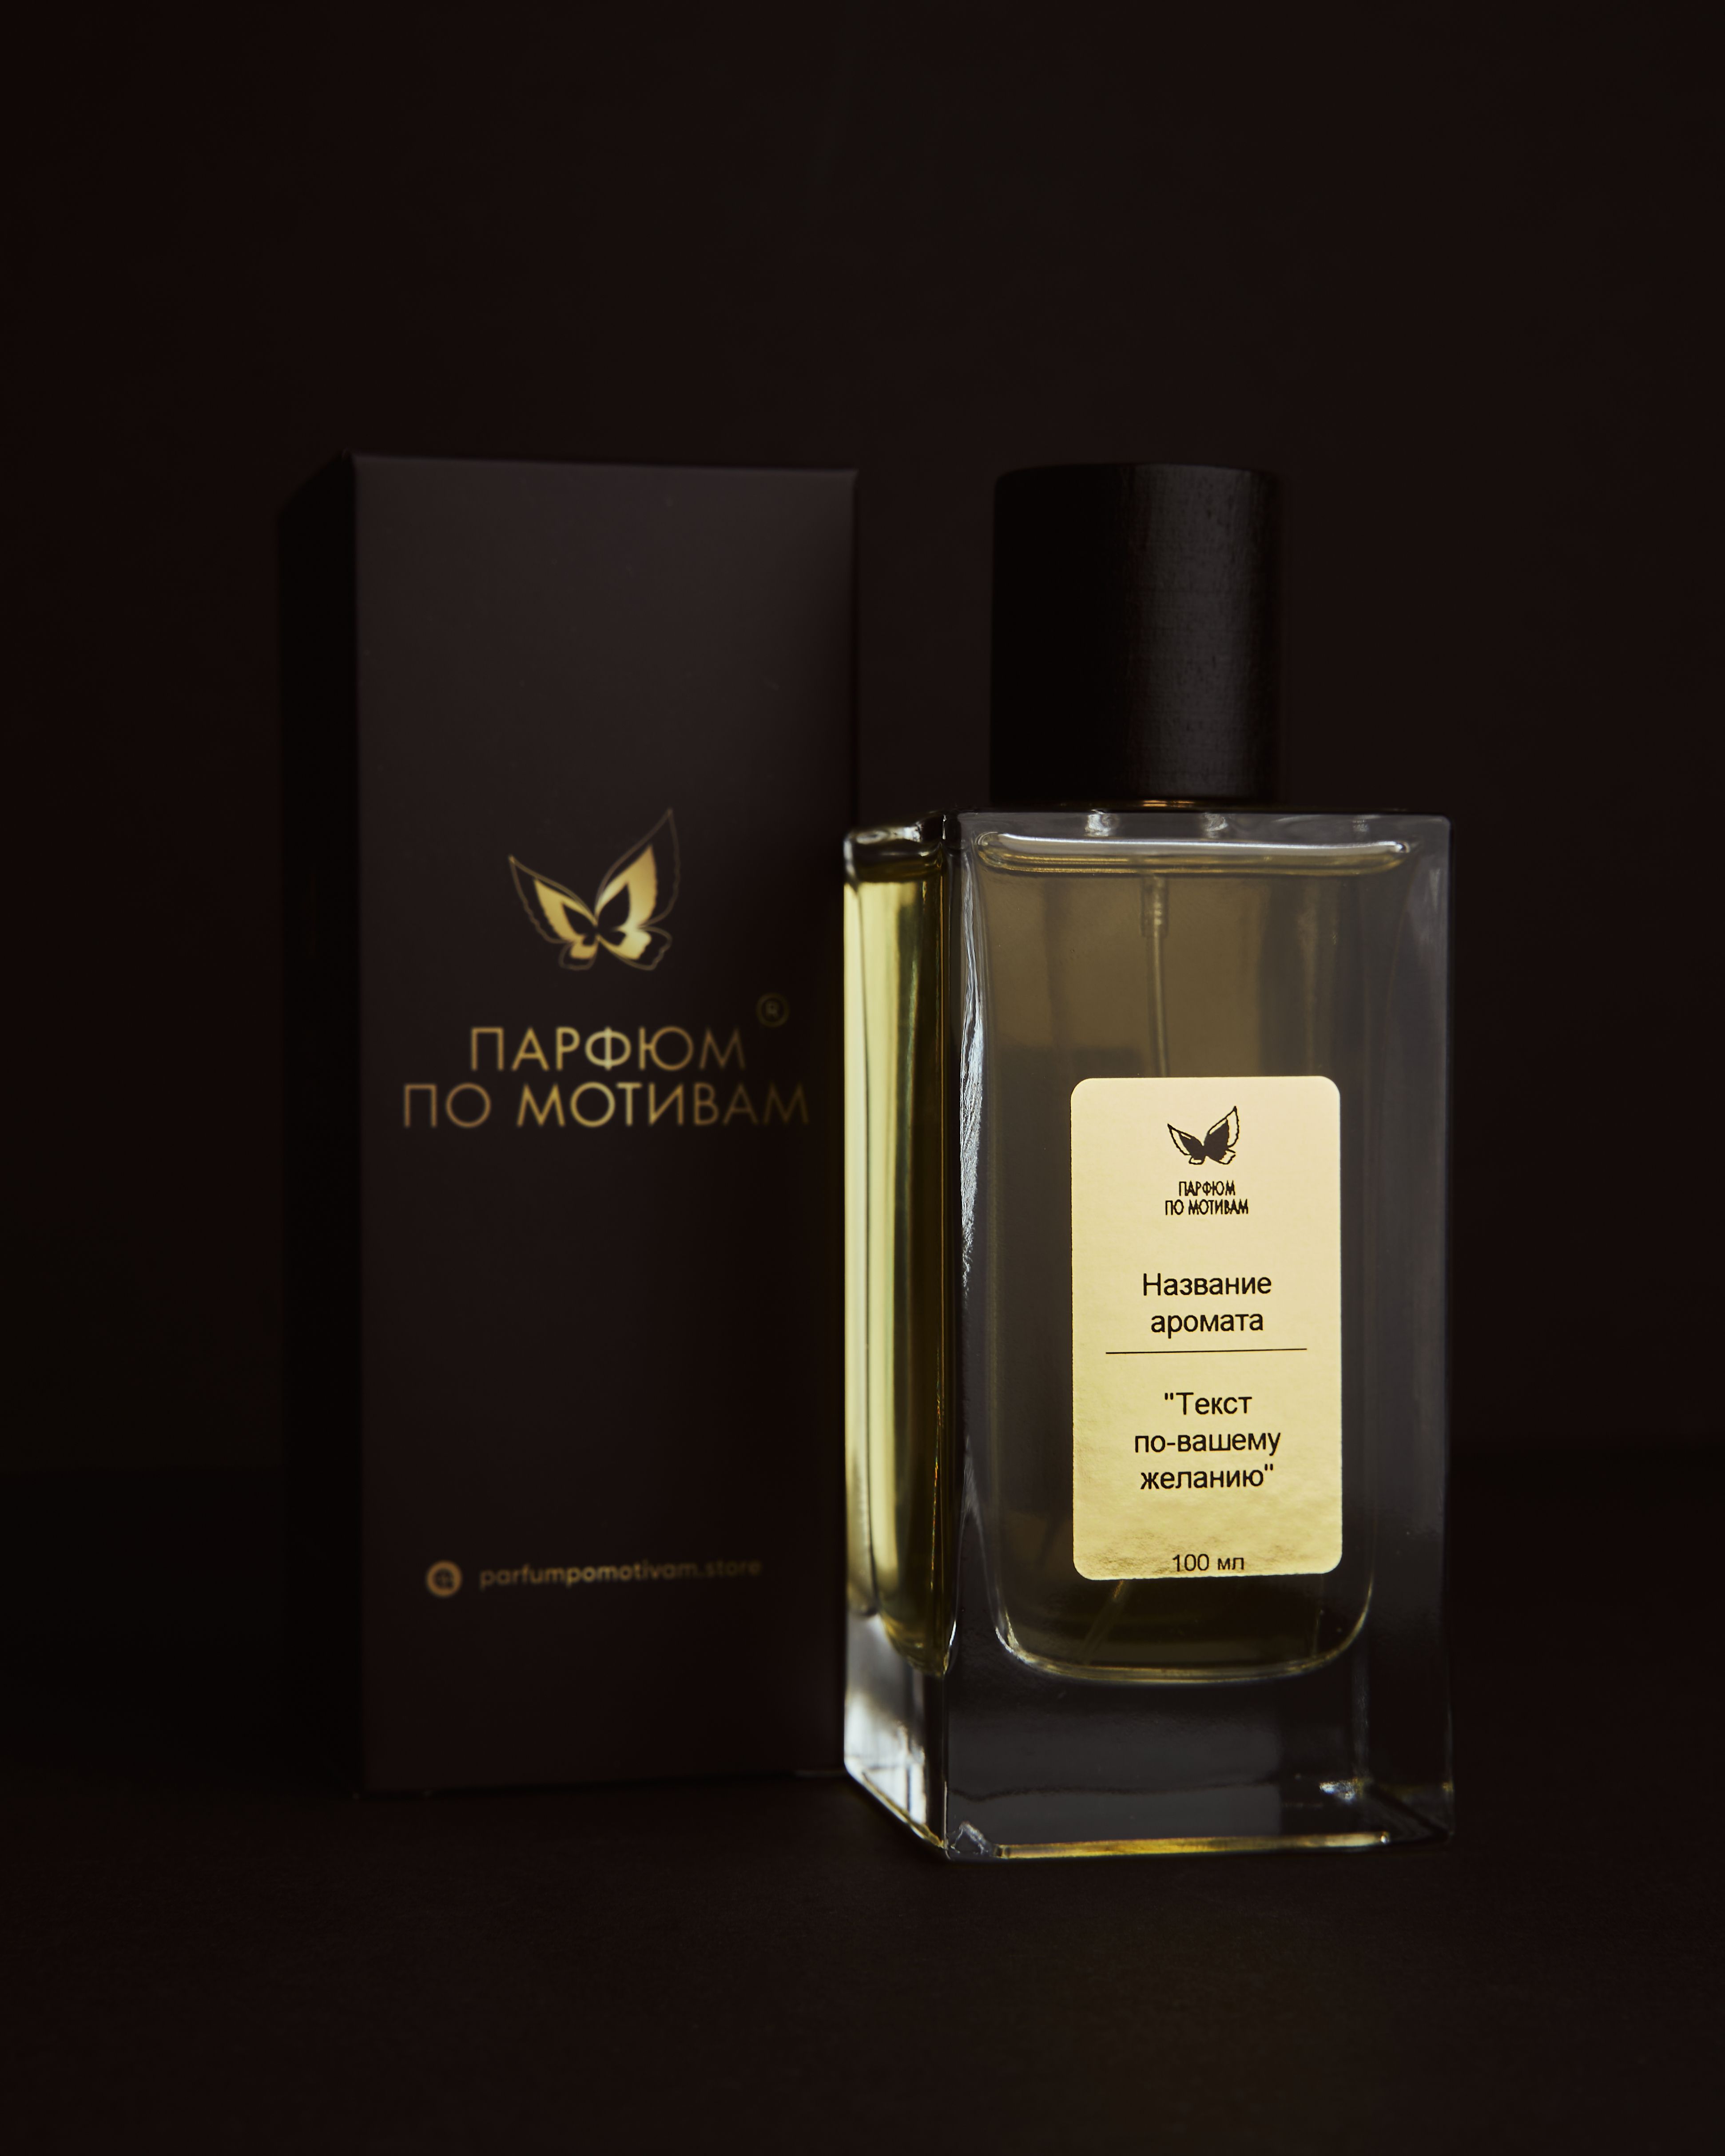 ПАРФЮМ ®
ПО МОТИВАМ
parfumpomotivam.store
ПАРФЮМ
ПО МОТИВАМ
Название
аромата
"Текст
по-вашему
желанию"
100 мл